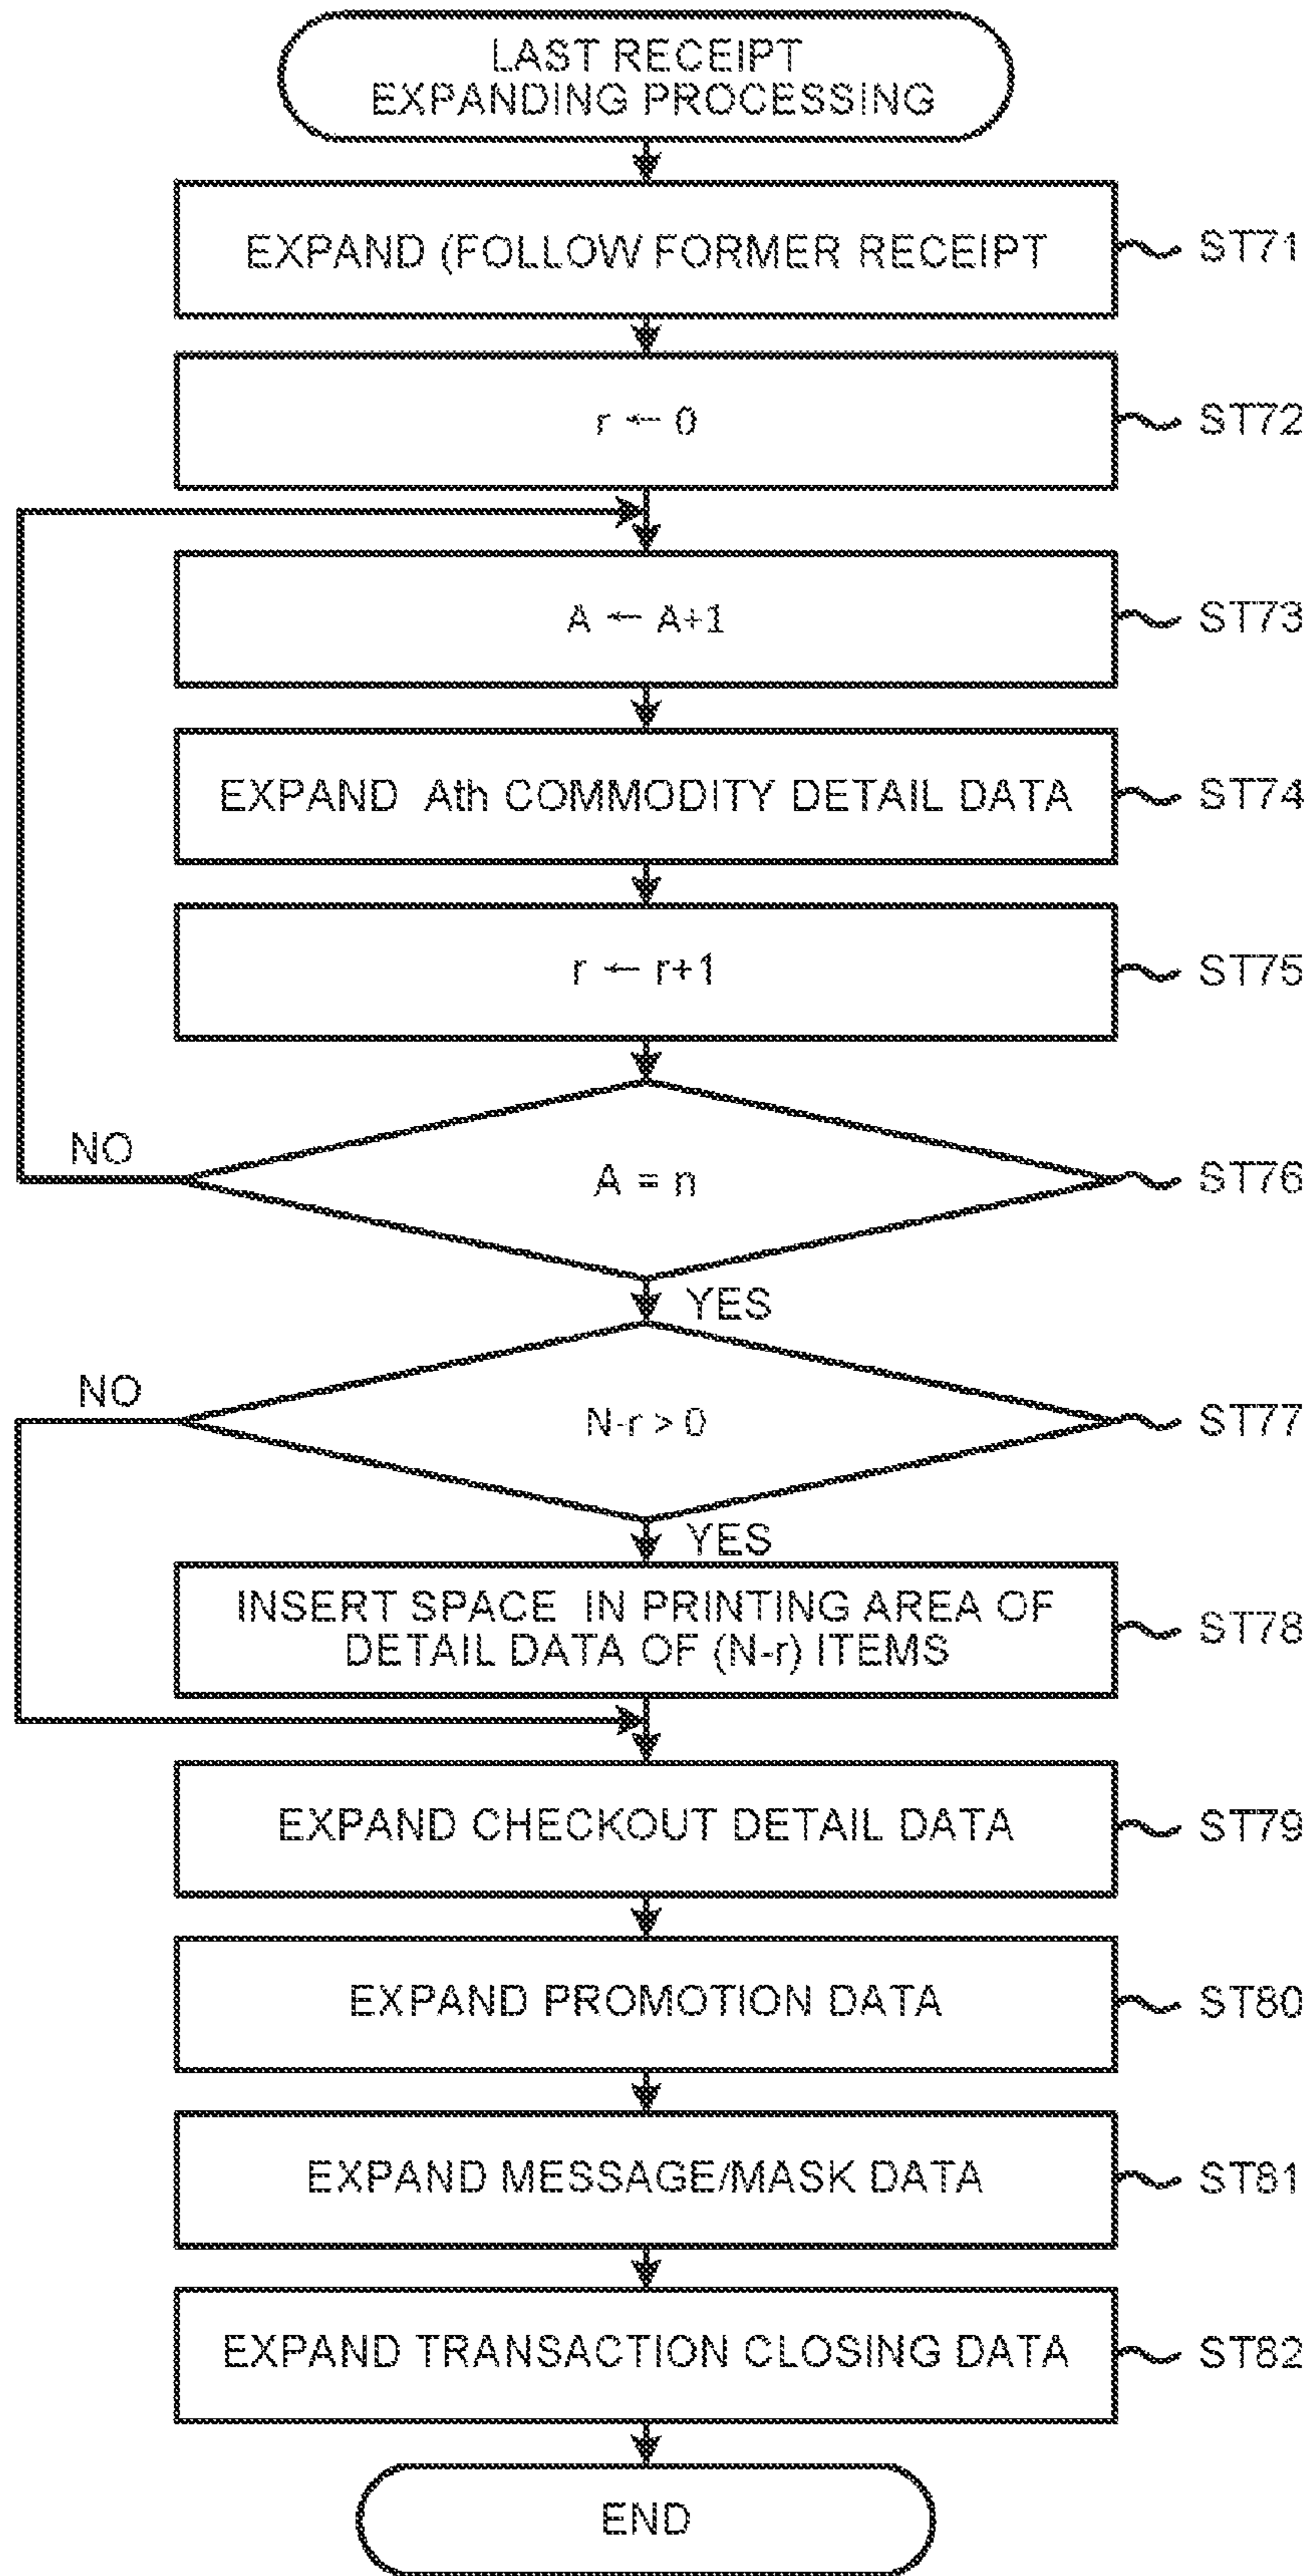 LAST RECEIPT
EXPANDING PROCESSING
EXPAND (FOLLOW FORMER RECEIPT
ST71
r ← 0
ST72
A ← A+1
ST73
EXPAND Ath COMMODITY DETAIL DATA
ST74
r ← r+1
ST75
NO
A = n
ST76
YES
NO
N-r > 0
ST77
YES
INSERT SPACE IN PRINTING AREA OF
DETAIL DATA OF (N-r) ITEMS
ST78
EXPAND CHECKOUT DETAIL DATA
ST79
EXPAND PROMOTION DATA
ST80
EXPAND MESSAGE/MASK DATA
ST81
EXPAND TRANSACTION CLOSING DATA
ST82
END